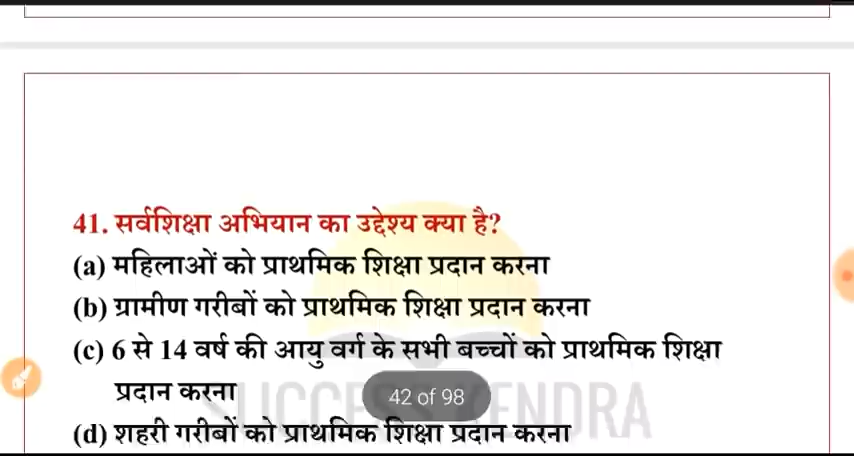 41. सर्वशिक्षा अभियान का उद्देश्य क्या है?
(a) महिलाओं को प्राथमिक शिक्षा प्रदान करना
(b) ग्रामीण गरीबों को प्राथमिक शिक्षा प्रदान करना
(c) 6 से 14 वर्ष की आयु वर्ग के सभी बच्चों को प्राथमिक शिक्षा
प्रदान करना
42 of 98
(d) शहरी गरीबों को प्राथमिक शिक्षा प्रदान करना